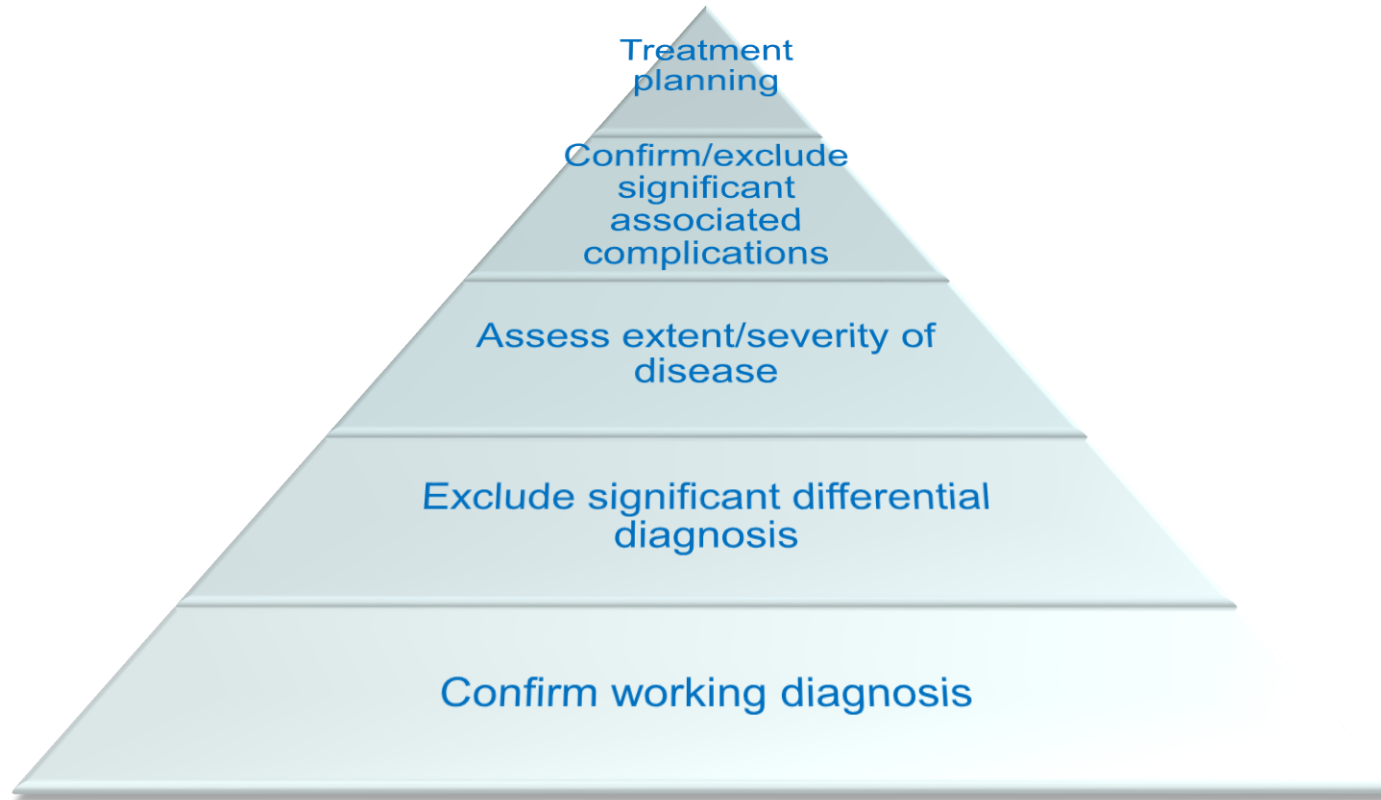 Treatment
planning
Confirm/exclude
significant
associated
complications
Assess extent/severity of
disease
Exclude significant differential
diagnosis
Confirm working diagnosis